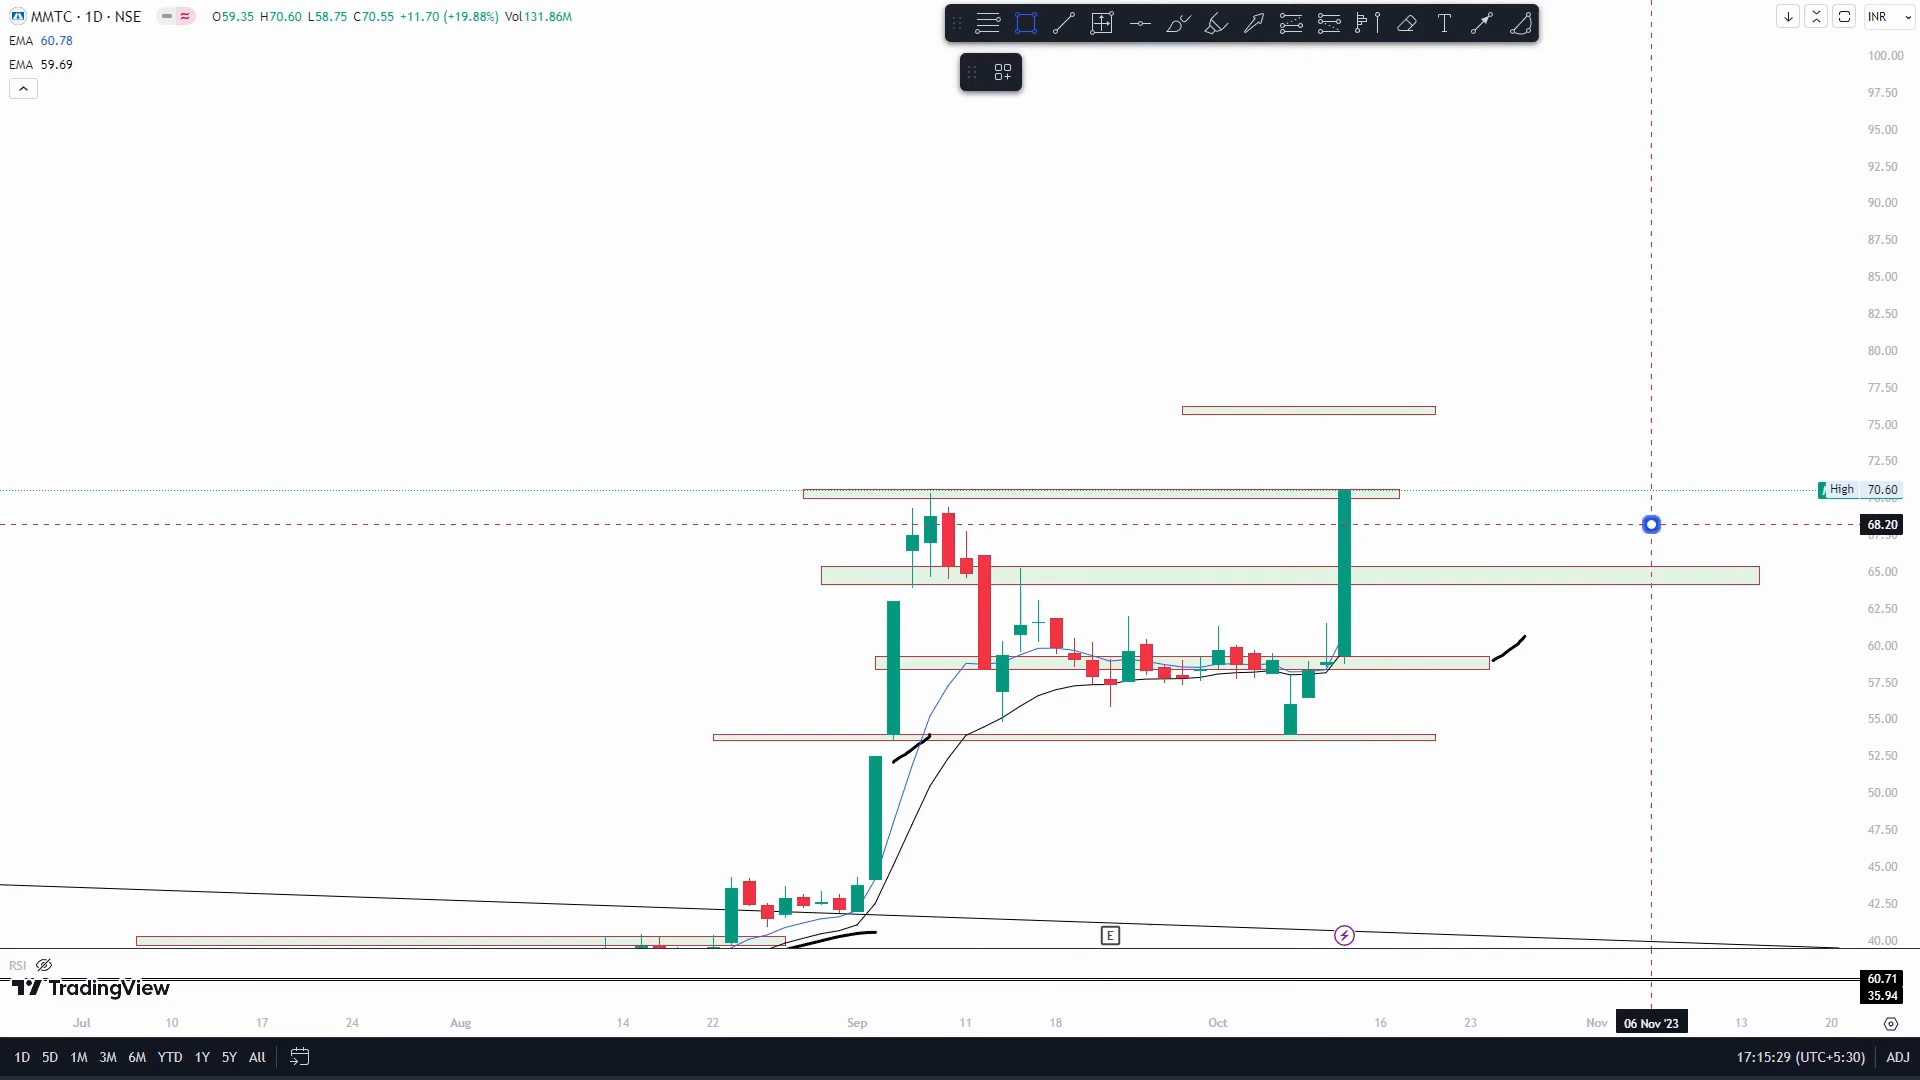 MMTC · 1D · NSE O59.35 H70.60 L58.75 C70.55 +11.70 (+19.88%) Vol131.86M
INR
EMA 60.78
EMA 59.69
100.00
97.50
95.00
92.50
90.00
87.50
85.00
82.50
80.00
77.50
75.00
72.50
High 70.60
68.20
65.00
62.50
60.00
57.50
55.00
52.50
50.00
47.50
45.00
42.50
40.00
E
RSI
TradingView
60.71
35.94
Jul 10 17 24 Aug 14 22 Sep 11 18 Oct 16 23 Nov 06 Nov '23 13 20
1D 5D 1M 3M 6M YTD 1Y 5Y All 17:15:29 (UTC+5:30) ADJ